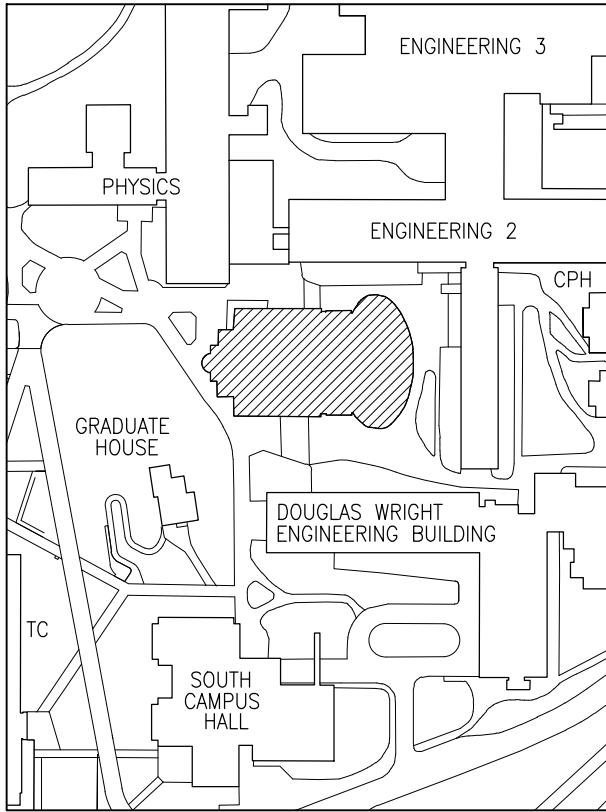 ENGINEERING 3
PHYSICS
ENGINEERING 2
CPH
GRADUATE
HOUSE
DOUGLAS WRIGHT
ENGINEERING BUILDING
TC
SOUTH
CAMPUS
HALL